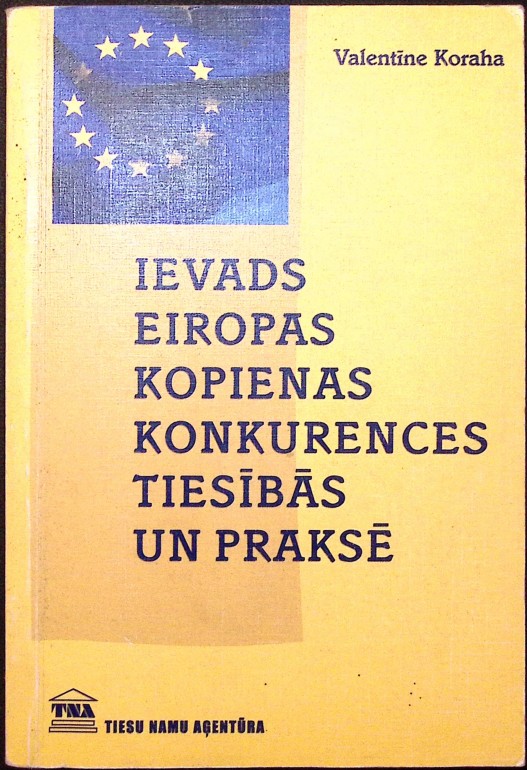 Valentīne Koraha
IEVADS
EIROPAS
KOPIENAS
KONKURENCES
TIESĪBĀS
UN PRAKSĒ
TNA
TIESU NAMU AĢENTŪRA